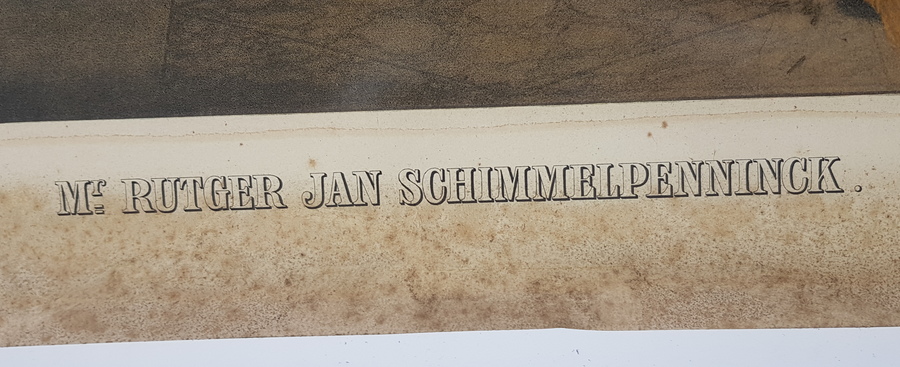 Mr RUTGER JAN SCHIMMELPENNINCK.